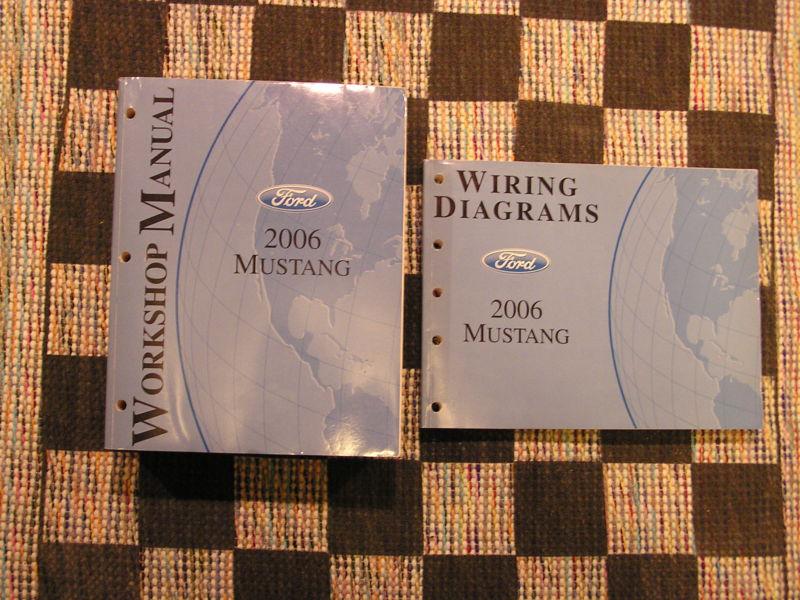 WORKSHOP MANUAL
Ford
2006
MUSTANG
WIRING
DIAGRAMS
Ford
2006
MUSTANG